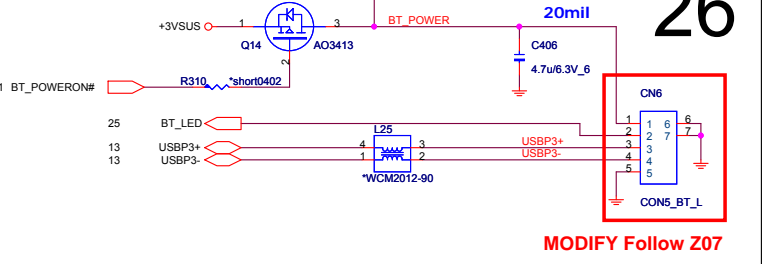 20mil
26
+3VSUS
1
3
BT_POWER
Q14
AO3413
C406
2
4.7u/6.3V_6
1 BT_POWERON#
R310
*short0402
CN6
25
BT_LED
1
1
6
6
2
2
7
7
L25
13
USBP3+
4
3
USBP3+
3
3
13
USBP3-
1
2
USBP3-
4
4
5
5
*WCM2012-90
CON5_BT_L
MODIFY Follow Z07